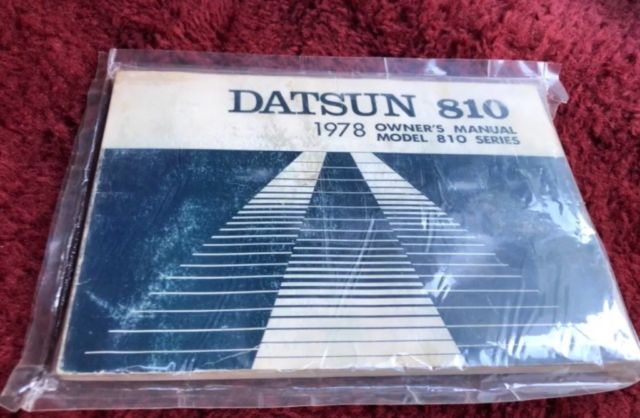 DATSUN 810
1978 OWNER'S MANUAL
MODEL 810 SERIES